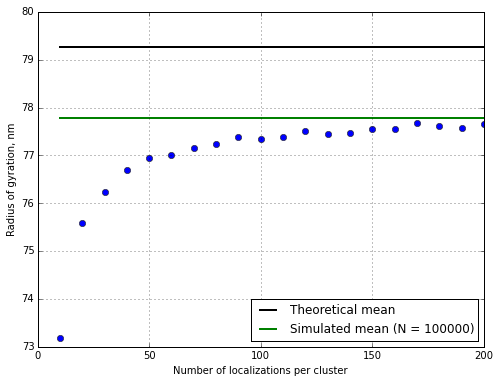 80
79
78
77
76
75
74
73
Radius of gyration, nm
Theoretical mean
Simulated mean (N = 100000)
0 50 100 150 200
Number of localizations per cluster